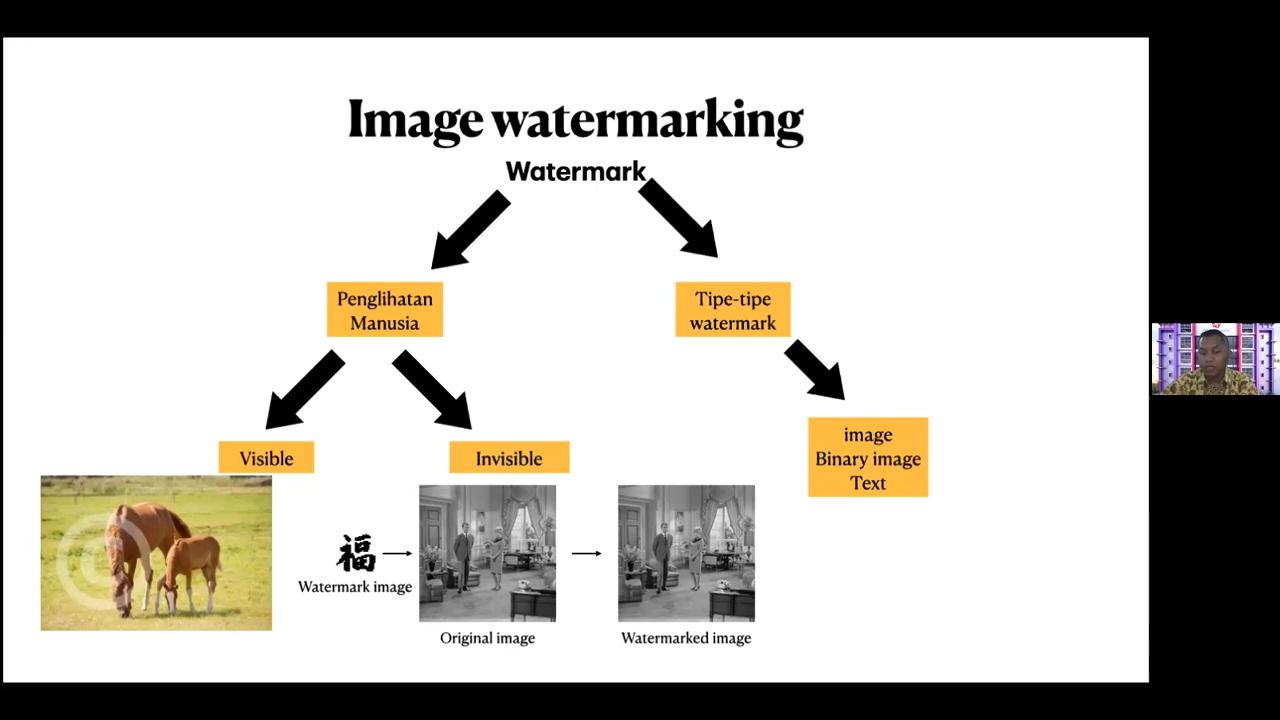 Image watermarking
Watermark
Penglihatan
Manusia
Tipe-tipe
watermark
Visible
Invisible
image
Binary image
Text
©
福
Watermark image
Original image
Watermarked image